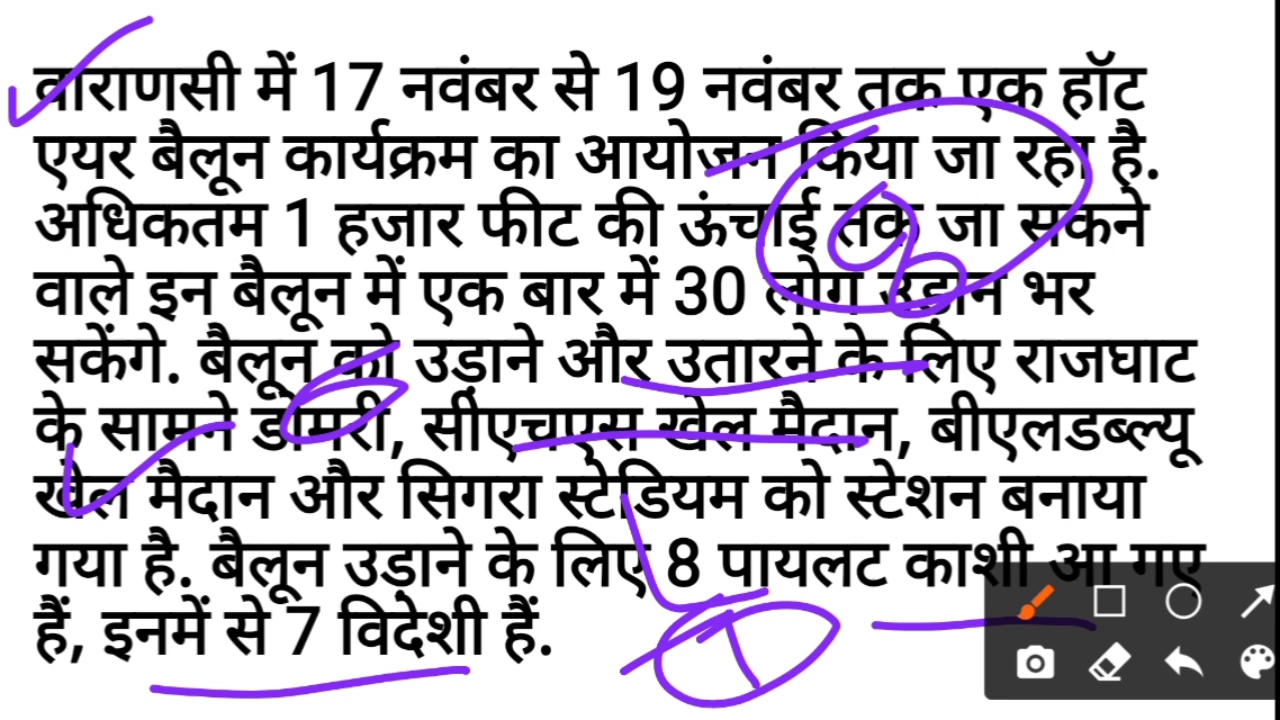 वाराणसी में 17 नवंबर से 19 नवंबर तक एक हॉट
एयर बैलून कार्यक्रम का आयोजन किया जा रहा है.
अधिकतम 1 हजार फीट की ऊंचाई तक जा सकने
वाले इन बैलून में एक बार में 30 लोग उड़ान भर
सकेंगे. बैलून को उड़ाने और उतारने के लिए राजघाट
के सामने डोमरी, सीएचएस खेल मैदान, बीएलडब्ल्यू
खेल मैदान और सिगरा स्टेडियम को स्टेशन बनाया
गया है. बैलून उड़ाने के लिए 8 पायलट काशी आ गए
हैं, इनमें से 7 विदेशी हैं.